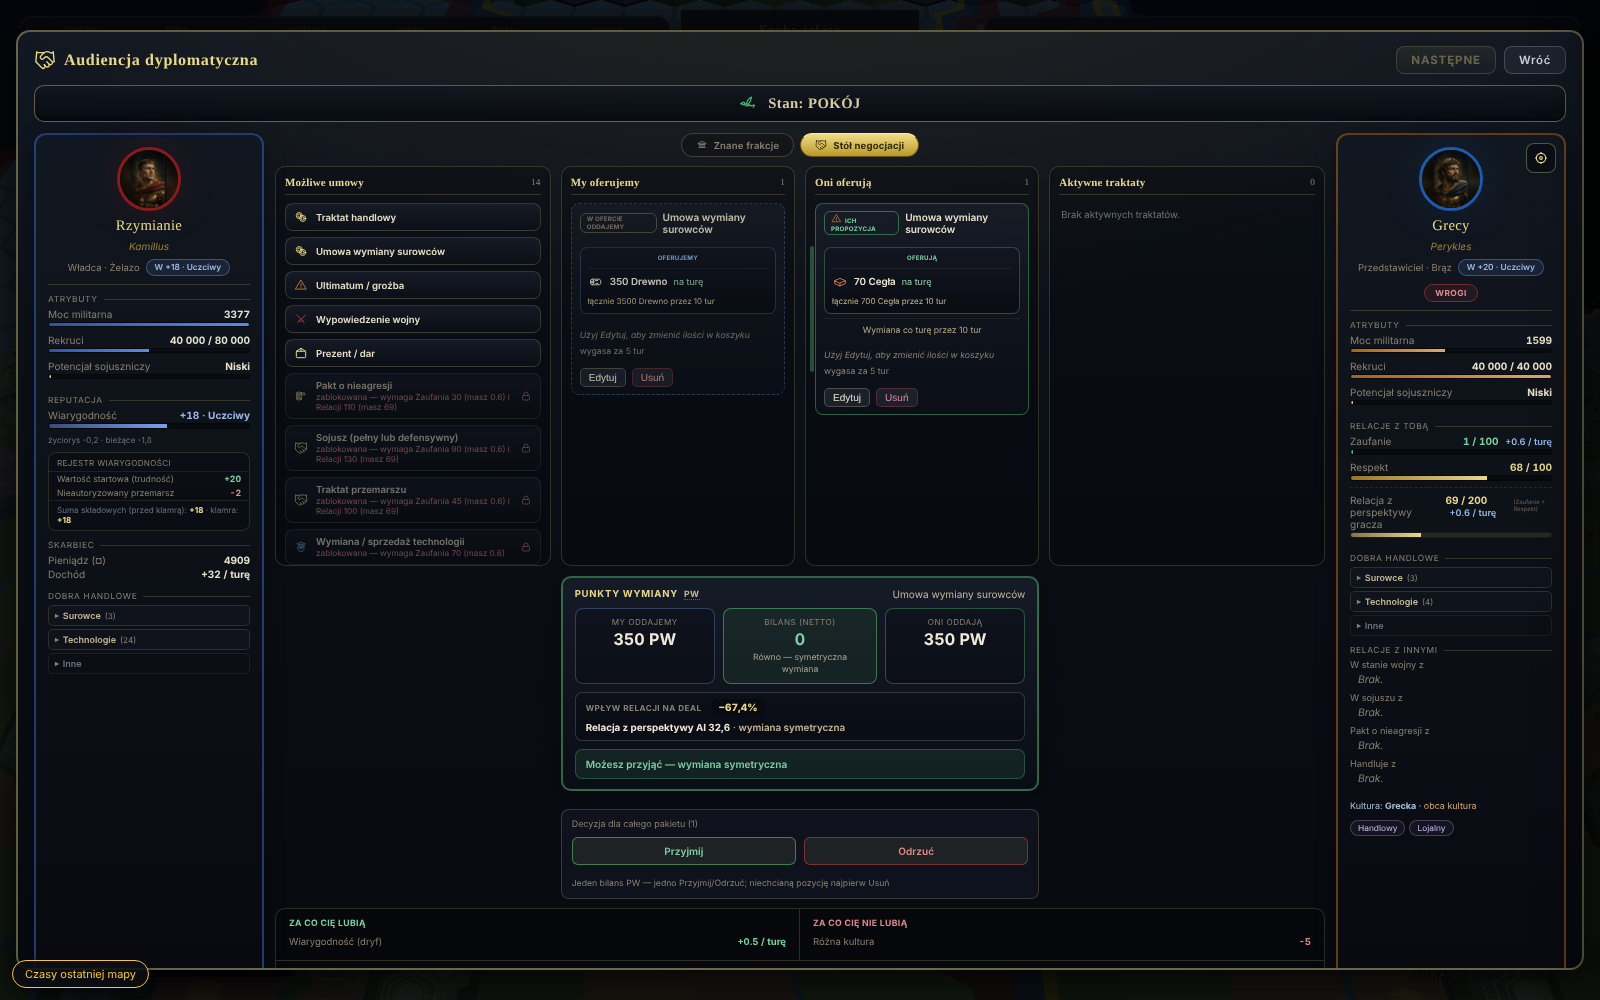 Audiencja dyplomatyczna
NASTĘPNE
Wróć
Stan: POKÓJ
Rzymianie
Kamillus
Władca · Żelazo
W +18 · Uczciwy
ATRYBUTY
Moc militarna 3377
Rekruci 40 000 / 80 000
Potencjał sojuszniczy Niski
REPUTACJA
Wiarygodność +18 · Uczciwy
życiorys -0,2 · bieżące -1,8
REJESTR WIARYGODNOŚCI
Wartość startowa (trudność) +20
Nieautoryzowany przemarsz -2
Suma składowych (przed klamrą): +18 · klamra:
+18
SKARBIEC
Pieniądz (¤) 4909
Dochód +32 / turę
DOBRA HANDLOWE
▸ Surowce (3)
▸ Technologie (24)
▸ Inne
Znane frakcje
Stół negocjacji
Możliwe umowy 14
Traktat handlowy
Umowa wymiany surowców
Ultimatum / groźba
Wypowiedzenie wojny
Prezent / dar
Pakt o nieagresji
zablokowana — wymaga Zaufania 30 (masz 0.6) i
Relacji 110 (masz 69)
Sojusz (pełny lub defensywny)
zablokowana — wymaga Zaufania 90 (masz 0.6) i
Relacji 130 (masz 69)
Traktat przemarszu
zablokowana — wymaga Zaufania 45 (masz 0.6) i
Relacji 100 (masz 69)
Wymiana / sprzedaż technologii
zablokowana — wymaga Zaufania 70 (masz 0.6)
My oferujemy 1
W OFERCIE
ODDAJEMY
Umowa wymiany
surowców
OFERUJEMY
350 Drewno na turę
łącznie 3500 Drewno przez 10 tur
Użyj Edytuj, aby zmienić ilości w koszyku
wygasa za 5 tur
Edytuj
Usuń
Oni oferują 1
ICH
PROPOZYCJA
Umowa wymiany
surowców
OFERUJĄ
70 Cegła na turę
łącznie 700 Cegła przez 10 tur
Wymiana co turę przez 10 tur
Użyj Edytuj, aby zmienić ilości w koszyku
wygasa za 5 tur
Edytuj
Usuń
Aktywne traktaty 0
Brak aktywnych traktatów.
PUNKTY WYMIANY PW
Umowa wymiany surowców
MY ODDAJEMY
350 PW
BILANS (NETTO)
0
Równo — symetryczna
wymiana
ONI ODDAJĄ
350 PW
WPŁYW RELACJI NA DEAL −67,4%
Relacja z perspektywy AI 32,6 · wymiana symetryczna
Możesz przyjąć — wymiana symetryczna
Decyzja dla całego pakietu (1)
Przyjmij
Odrzuć
Jeden bilans PW — jedno Przyjmij/Odrzuć; niechcianą pozycję najpierw Usuń
ZA CO CIĘ LUBIĄ
Wiarygodność (dryf) +0.5 / turę
ZA CO CIĘ NIE LUBIĄ
Różna kultura -5
Grecy
Perykles
Przedstawiciel · Brąz
W +20 · Uczciwy
WROGI
ATRYBUTY
Moc militarna 1599
Rekruci 40 000 / 40 000
Potencjał sojuszniczy Niski
RELACJE Z TOBĄ
Zaufanie 1 / 100 +0.6 / turę
Respekt 68 / 100
Relacja z
perspektywy
gracza
69 / 200
+0.6 / turę
(Zaufanie +
Respekt)
DOBRA HANDLOWE
▸ Surowce (3)
▸ Technologie (4)
▸ Inne
RELACJE Z INNYMI
W stanie wojny z
Brak.
W sojuszu z
Brak.
Pakt o nieagresji z
Brak.
Handluje z
Brak.
Kultura: Grecka · obca kultura
Handlowy
Lojalny
Czasy ostatniej mapy